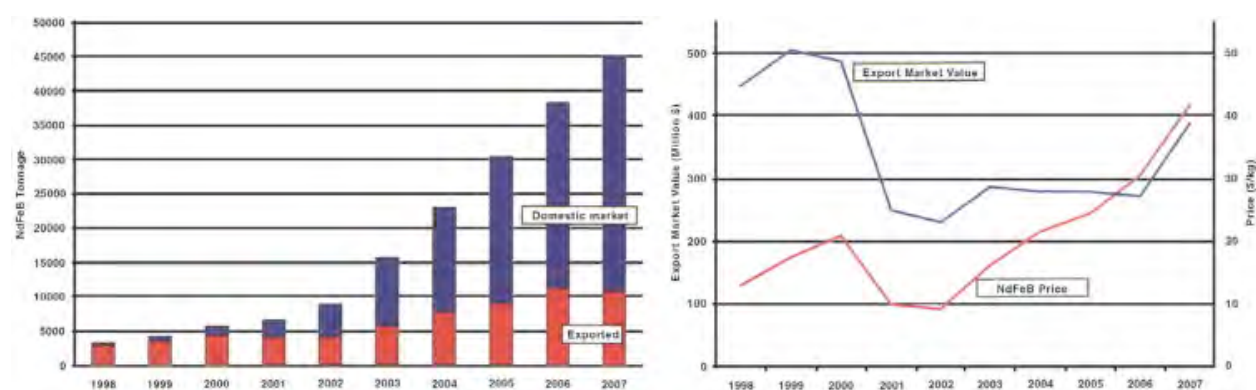 50000
45000
40000
35000
30000
25000
20000
15000
10000
5000
0
NdFeB Tonnage
Domestic market
Exported
1998 1999 2000 2001 2002 2003 2004 2005 2006 2007
500
400
300
200
100
0
Export Market Value (Million $)
Export Market Value
NdFeB Price
50
40
30
20
10
0
Price ($/kg)
1998 1999 2000 2001 2002 2003 2004 2005 2006 2007